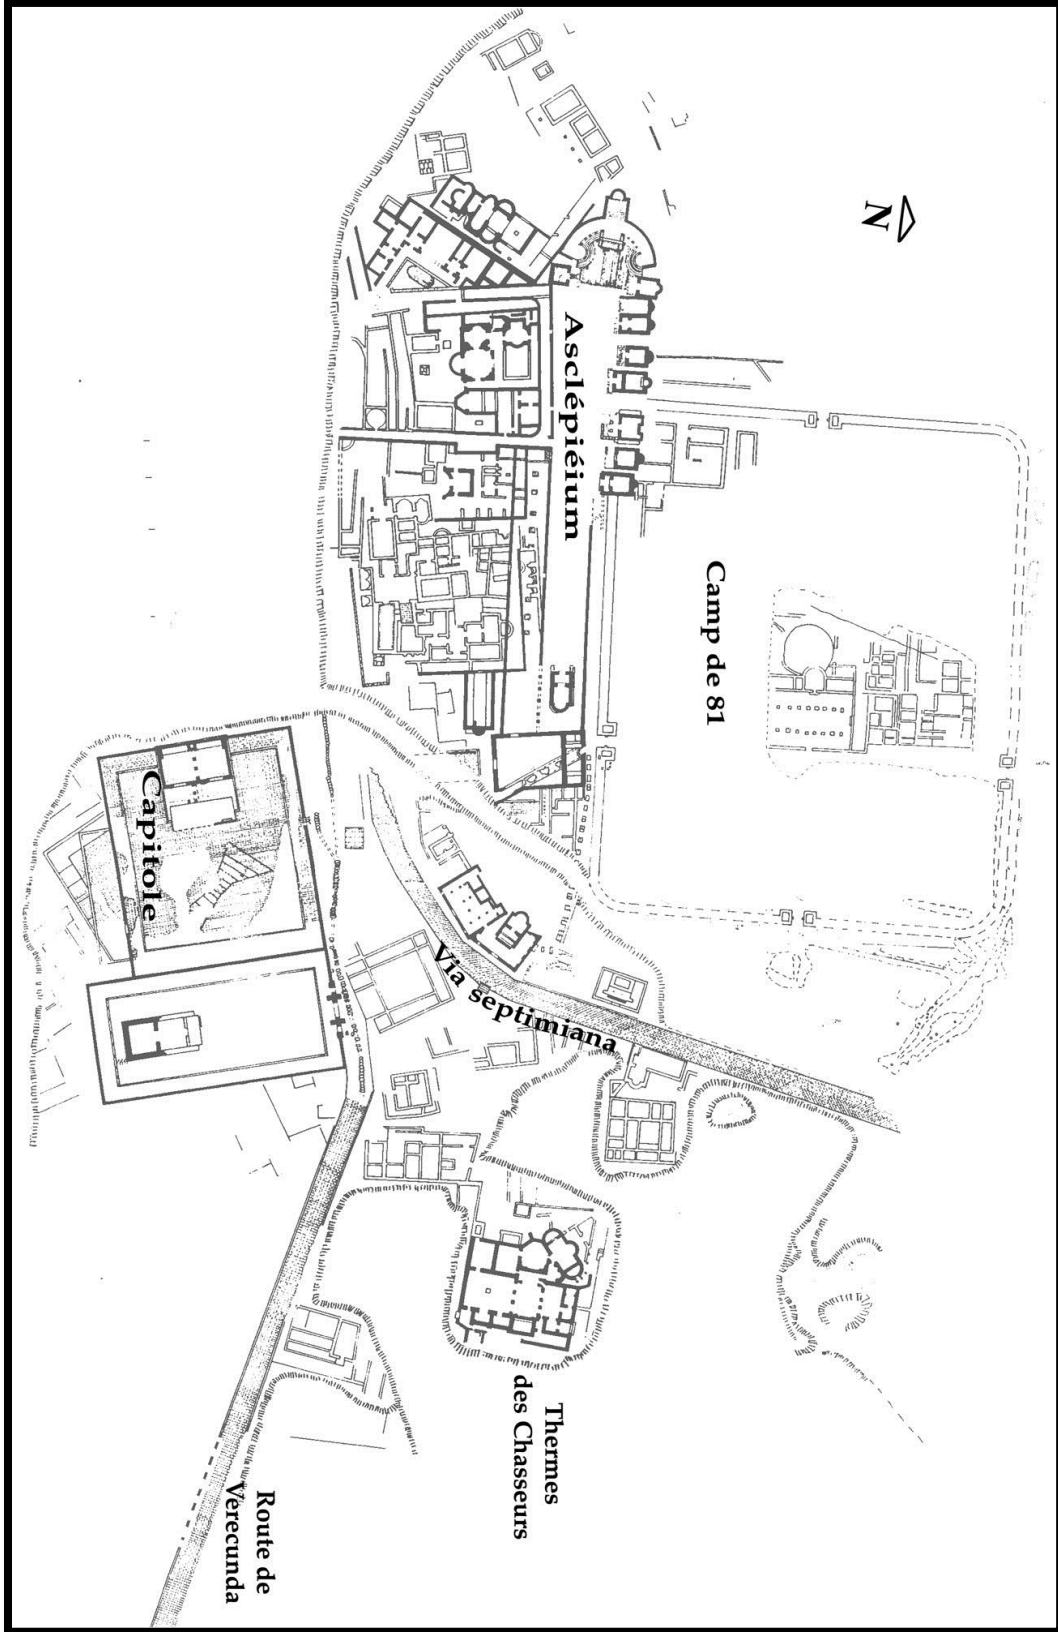 N
Asclépiéium
Camp de 81
Capitole
Via septimiana
Thermes
des Chasseurs
Route de
Verecunda